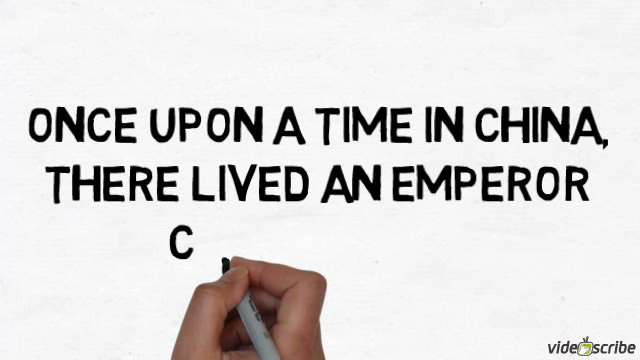 ONCE UPON A TIME IN CHINA,
THERE LIVED AN EMPEROR
C
videoscribe